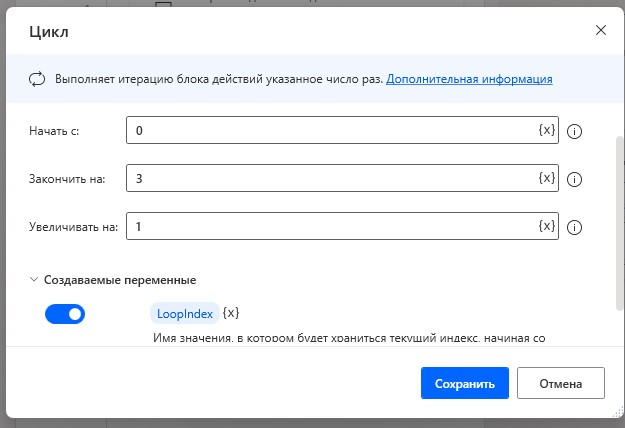 Цикл
Выполняет итерацию блока действий указанное число раз. Дополнительная информация
Начать с: 0 {x}
Закончить на: 3 {x}
Увеличивать на: 1 {x}
Создаваемые переменные
LoopIndex {x}
Имя значения, в котором будет храниться текущий индекс, начиная со
Сохранить Отмена